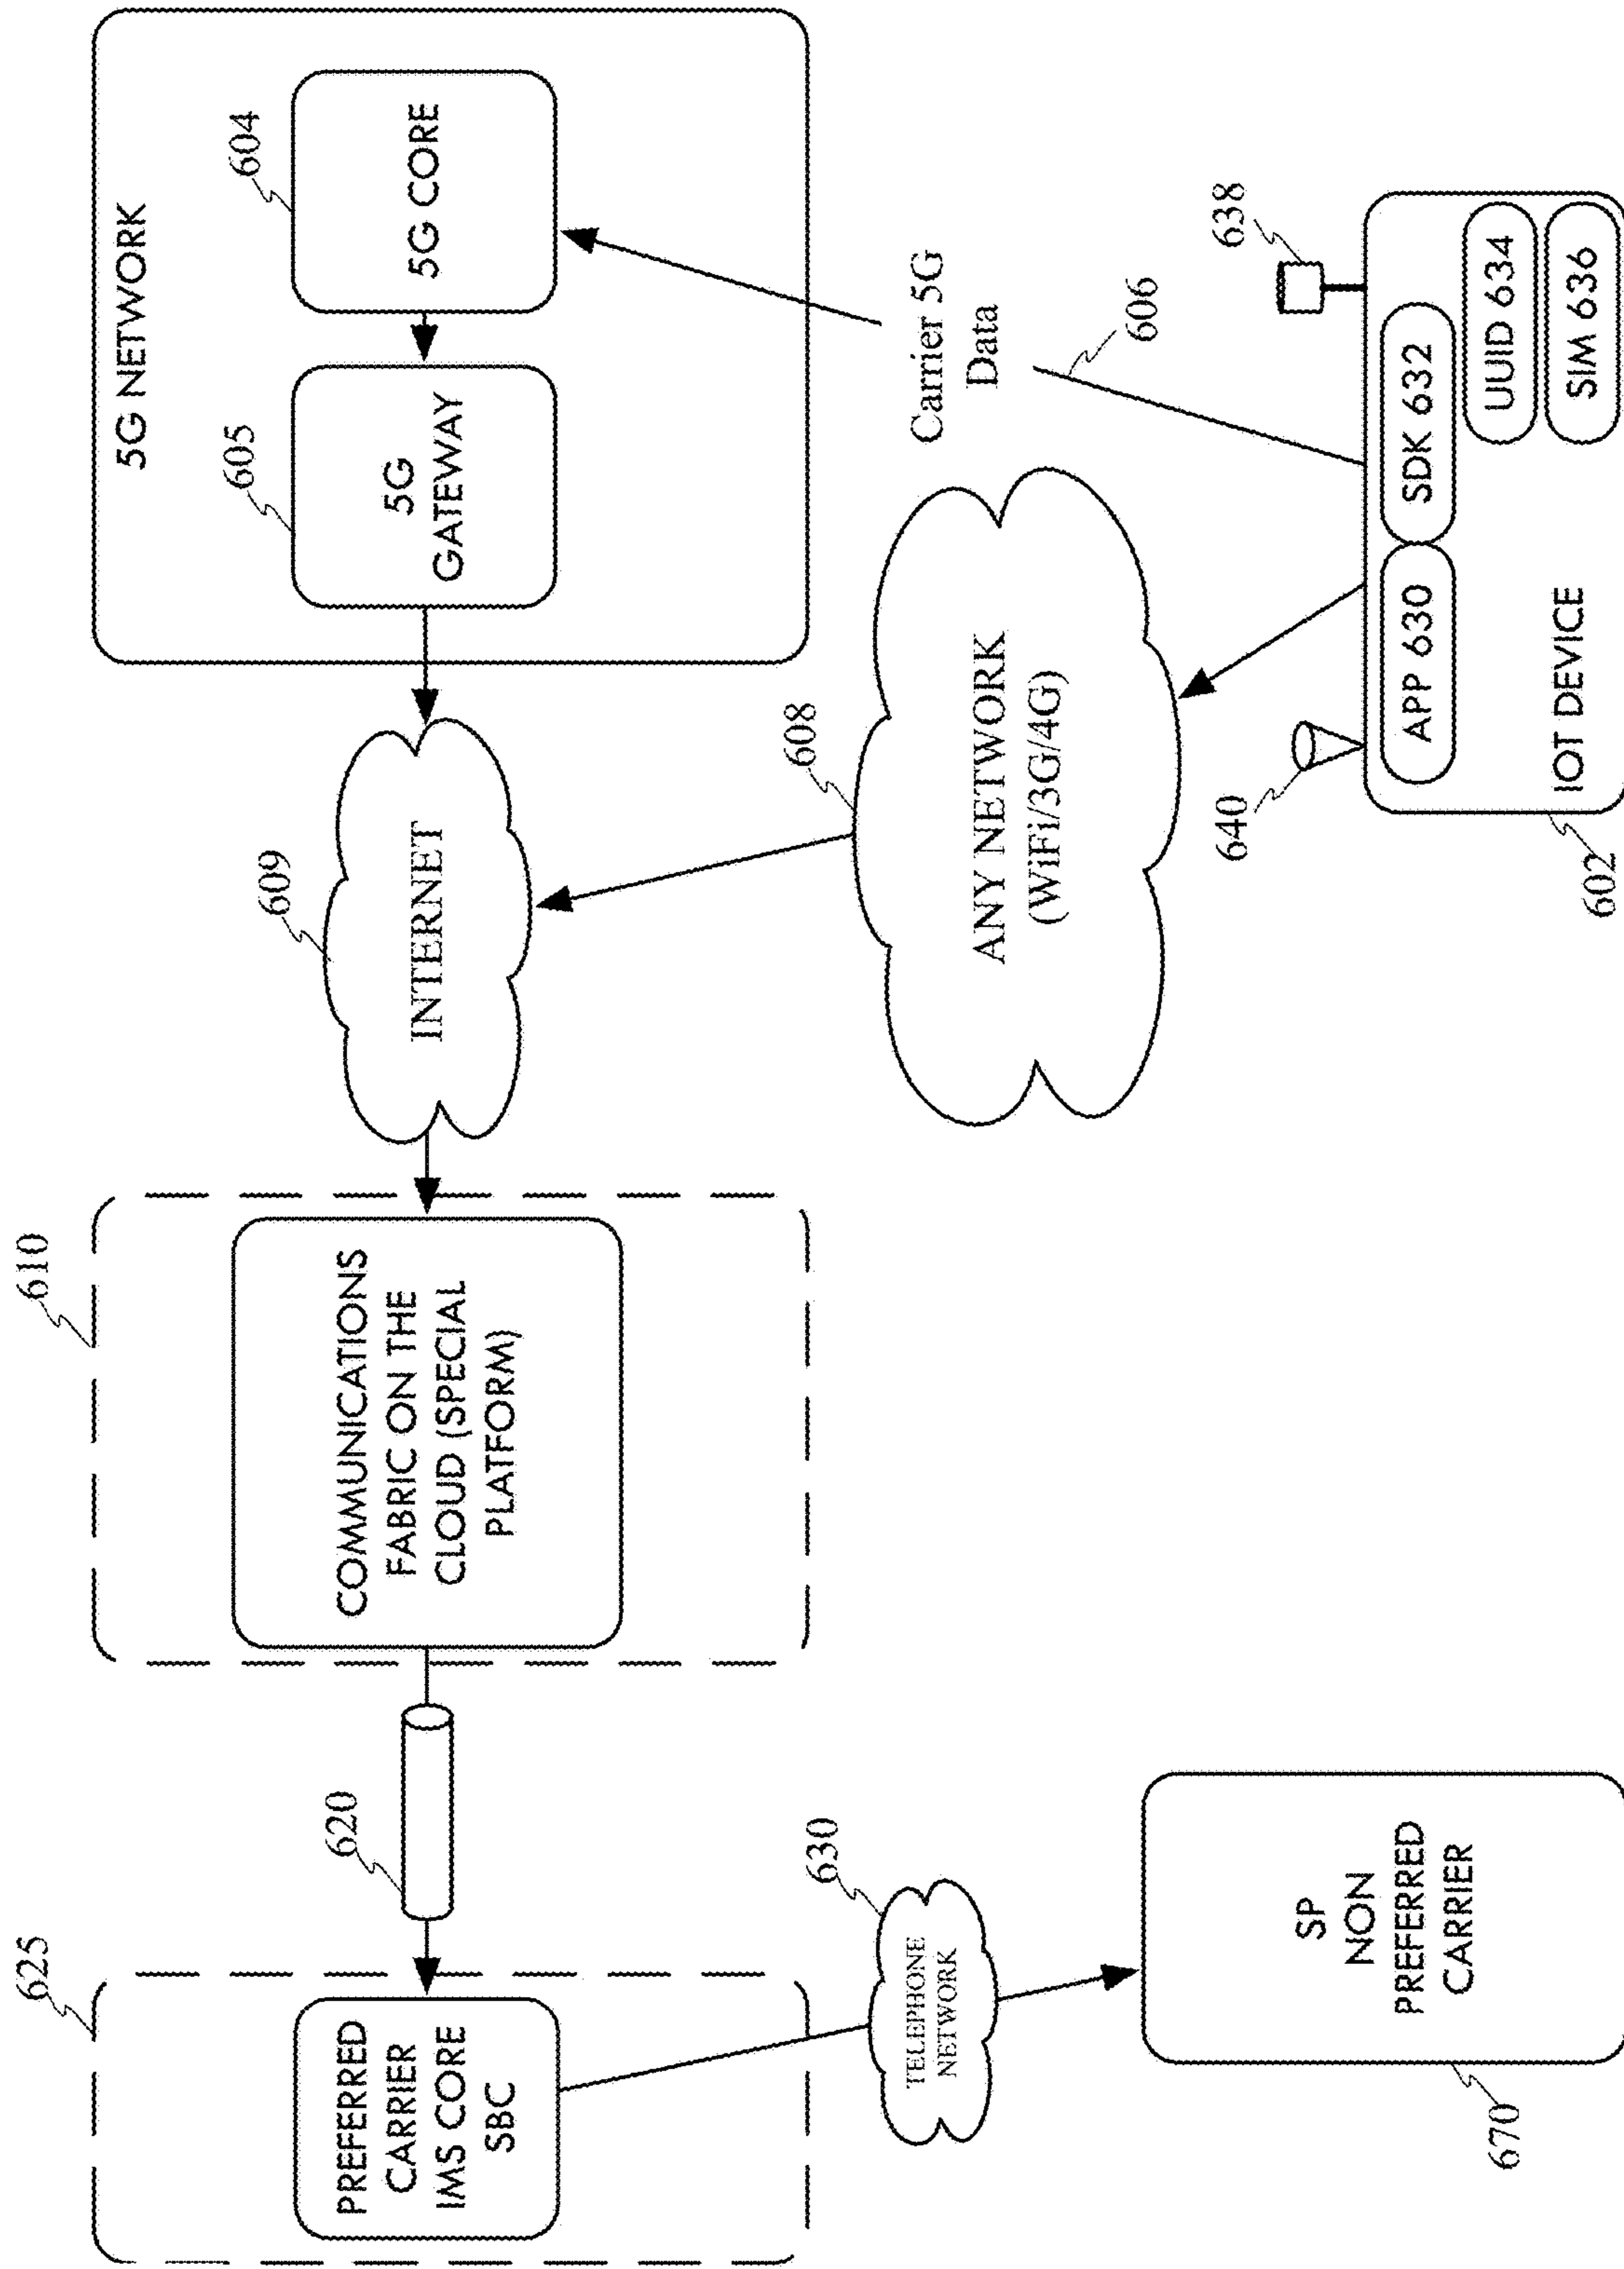 625
PREFERRED
CARRIER
IMS CORE
SBC
620
610
COMMUNICATIONS
FABRIC ON THE
CLOUD (SPECIAL
PLATFORM)
609
INTERNET
5G NETWORK
605
5G
GATEWAY
604
5G CORE
630
TELEPHONE
NETWORK
608
ANY NETWORK
(WiFi/3G/4G)
Carrier 5G
Data
606
SP
NON
PREFERRED
CARRIER
670
640
638
APP 630
SDK 632
UUID 634
IOT DEVICE
SIM 636
602